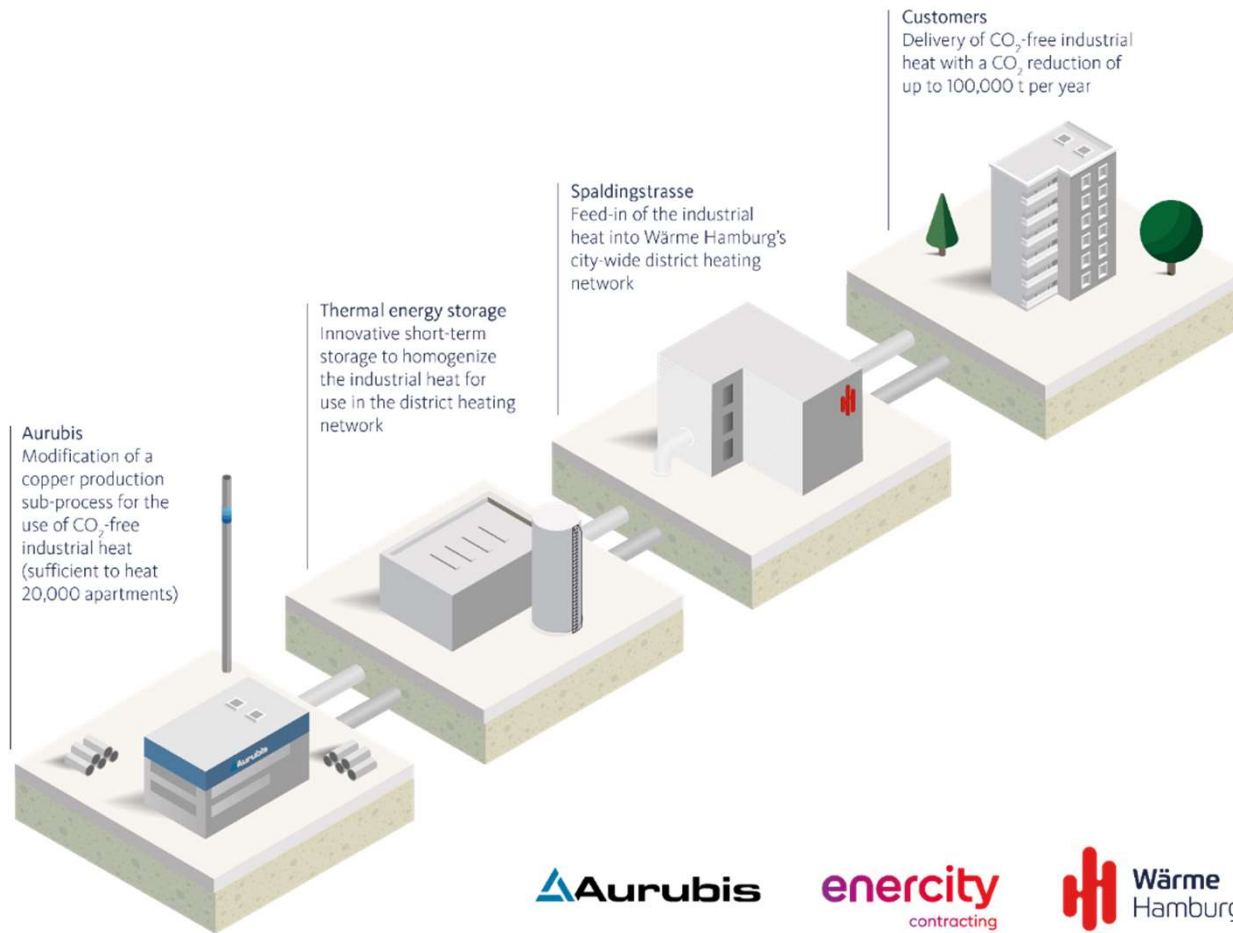 Customers
Delivery of CO₂-free industrial
heat with a CO₂ reduction of
up to 100,000 t per year
Spaldingstrasse
Feed-in of the industrial
heat into Wärme Hamburg's
city-wide district heating
network
Thermal energy storage
Innovative short-term
storage to homogenize
the industrial heat for
use in the district heating
network
Aurubis
Modification of a
copper production
sub-process for the
use of CO₂-free
industrial heat
(sufficient to heat
20,000 apartments)
Aurubis
Aurubis
enercity
contracting
Wärme
Hamburg